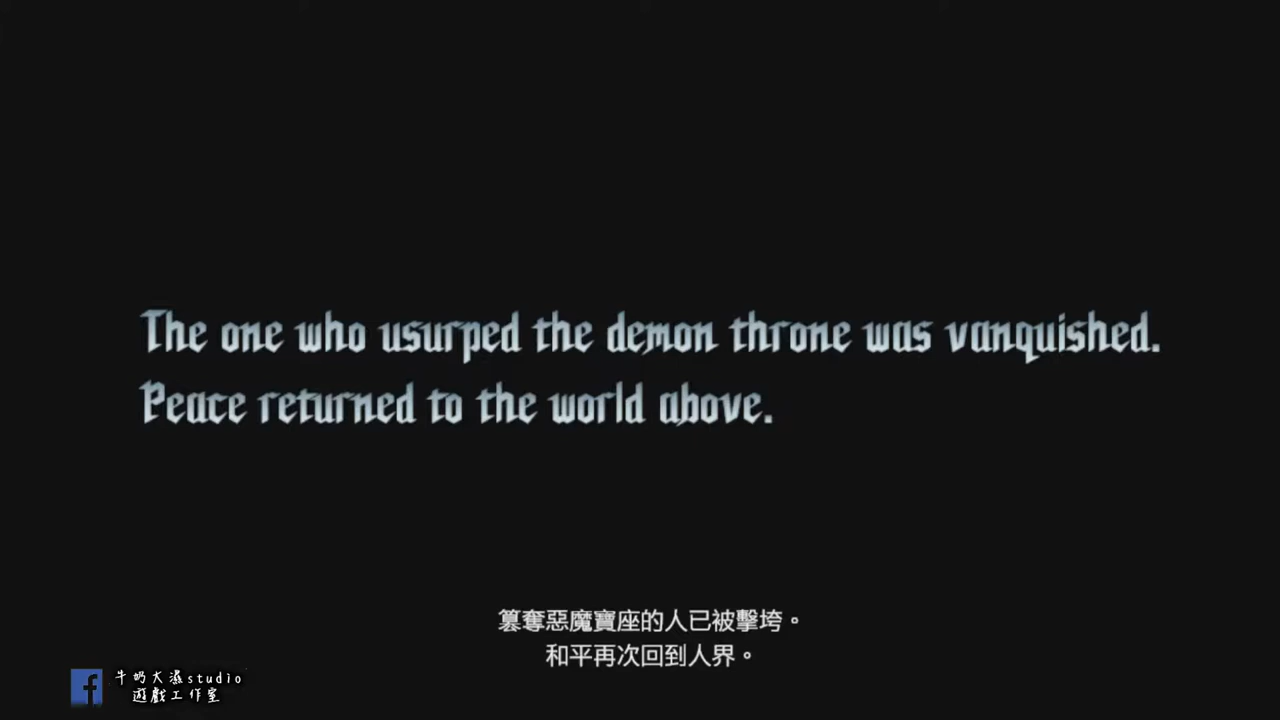 The one who usurped the demon throne was vanquished.
Peace returned to the world above.
篡奪惡魔寶座的人已被擊垮。
和平再次回到人界。
牛奶大濕studio
遊戲工作室